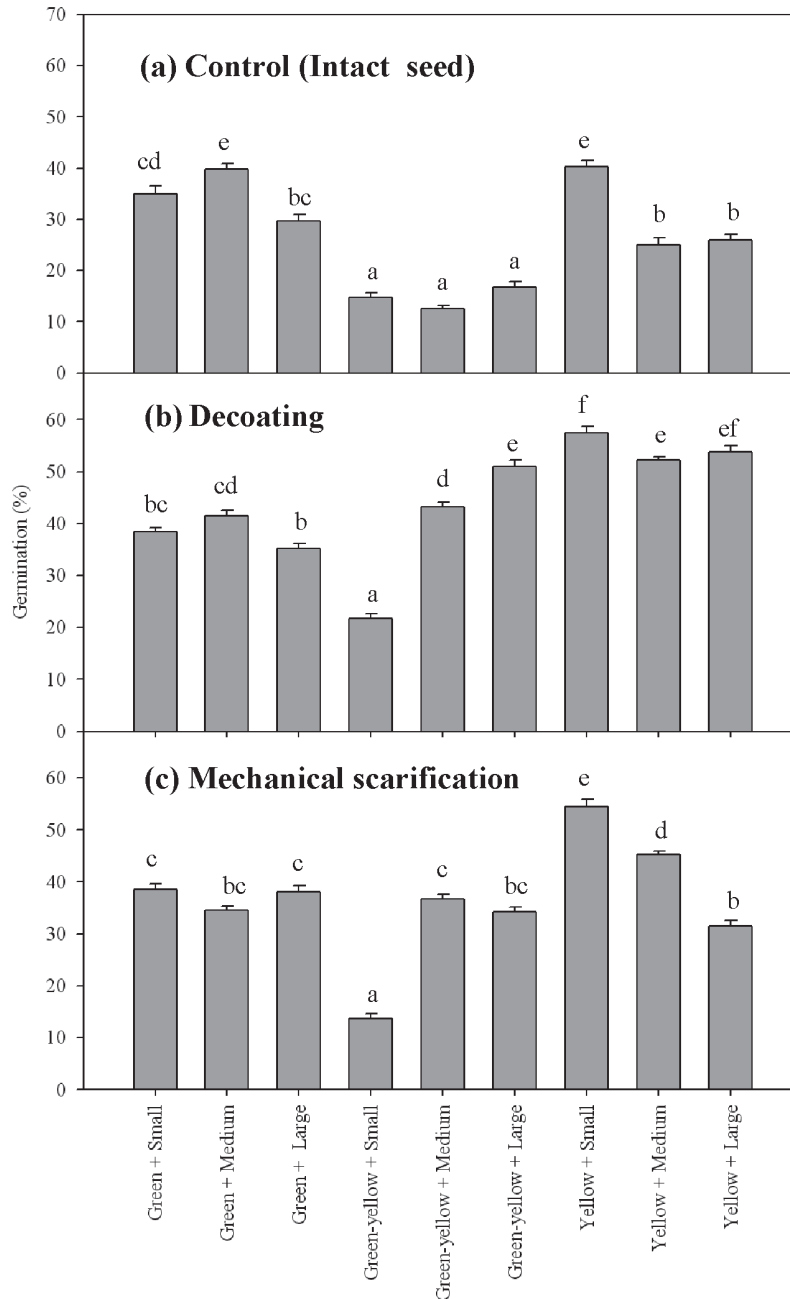 70
(a) Control (Intact seed)
60
50
e
e
40
cd
bc
30
b
b
20
a
a
a
10
0
(b) Decoating
f
60
e
e
ef
50
cd
d
bc
b
40
30
a
20
10
0
Germination (%)
(c) Mechanical scarification
e
60
d
50
c
bc
c
c
bc
40
b
30
20
a
10
0
Green + Small
Green + Medium
Green + Large
Green-yellow + Small
Green-yellow + Medium
Green-yellow + Large
Yellow + Small
Yellow + Medium
Yellow + Large